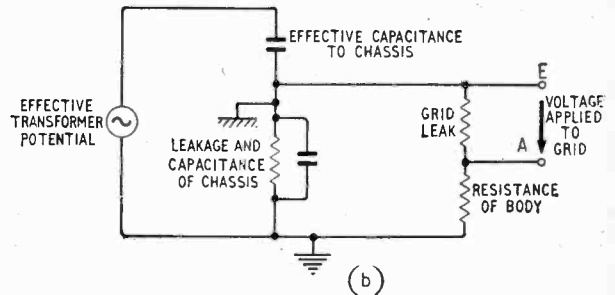 EFFECTIVE CAPACITANCE
TO CHASSIS
E
EFFECTIVE
TRANSFORMER
POTENTIAL
GRID
LEAK
VOLTAGE
APPLIED
TO
GRID
LEAKAGE AND
CAPACITANCE
OF CHASSIS
A
RESISTANCE
OF BODY
(b)